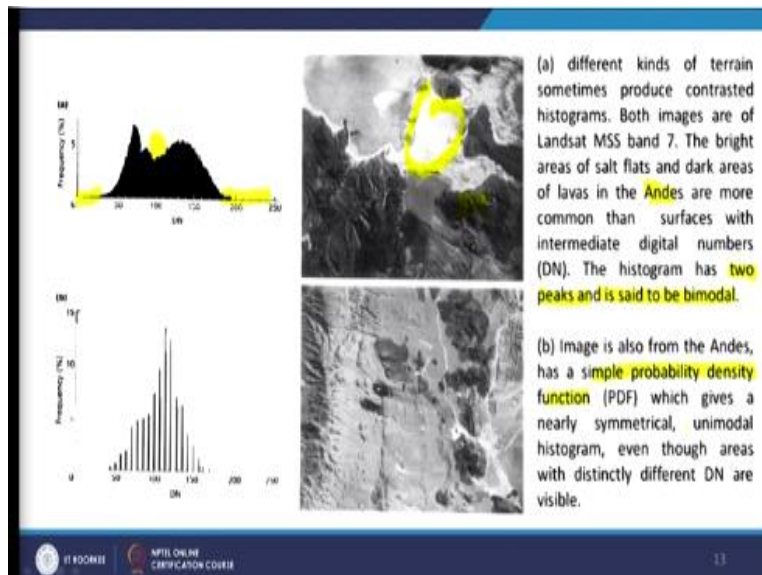 (a)
Frequency (%)
5
0
50
100
150
200
250
DN
(b)
15
10
Frequency (%)
0
50
100
150
200
250
DN
(a) different kinds of terrain
sometimes produce contrasted
histograms. Both images are of
Landsat MSS band 7. The bright
areas of salt flats and dark areas
of lavas in the Andes are more
common than surfaces with
intermediate digital numbers
(DN). The histogram has two
peaks and is said to be bimodal.
(b) Image is also from the Andes,
has a simple probability density
function (PDF) which gives a
nearly symmetrical, unimodal
histogram, even though areas
with distinctly different DN are
visible.
IIT ROORKEE
NPTEL ONLINE
CERTIFICATION COURSE
13